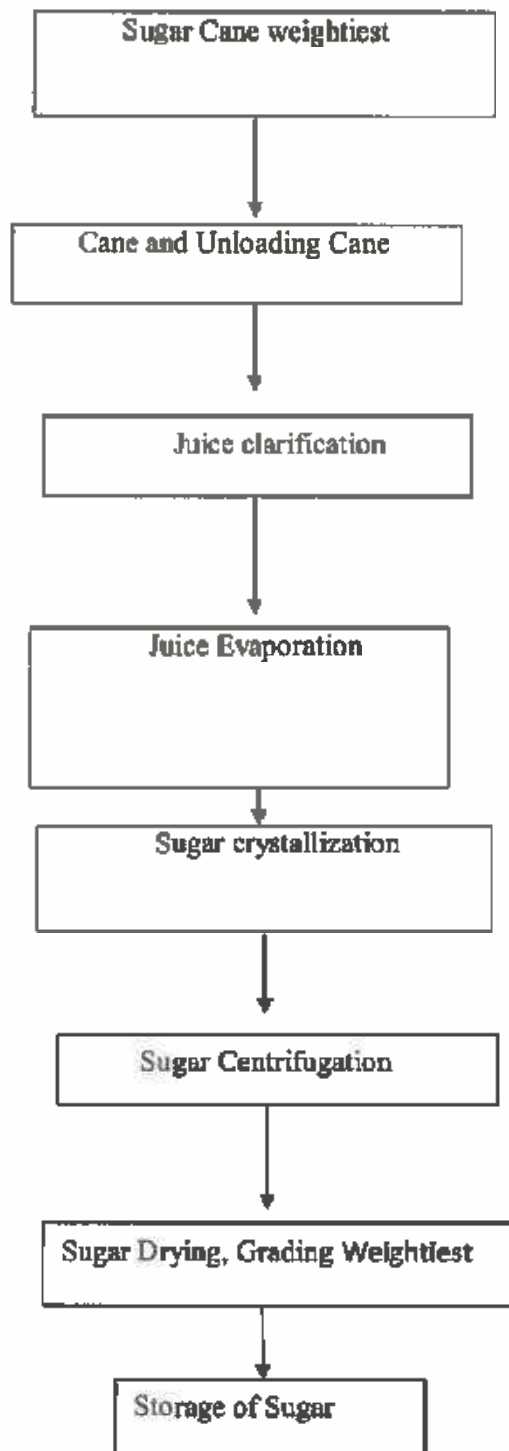 Sugar Cane weightiest
Cane and Unloading Cane
Juice clarification
Juice Evaporation
Sugar crystallization
Sugar Centrifugation
Sugar Drying, Grading Weightiest
Storage of Sugar